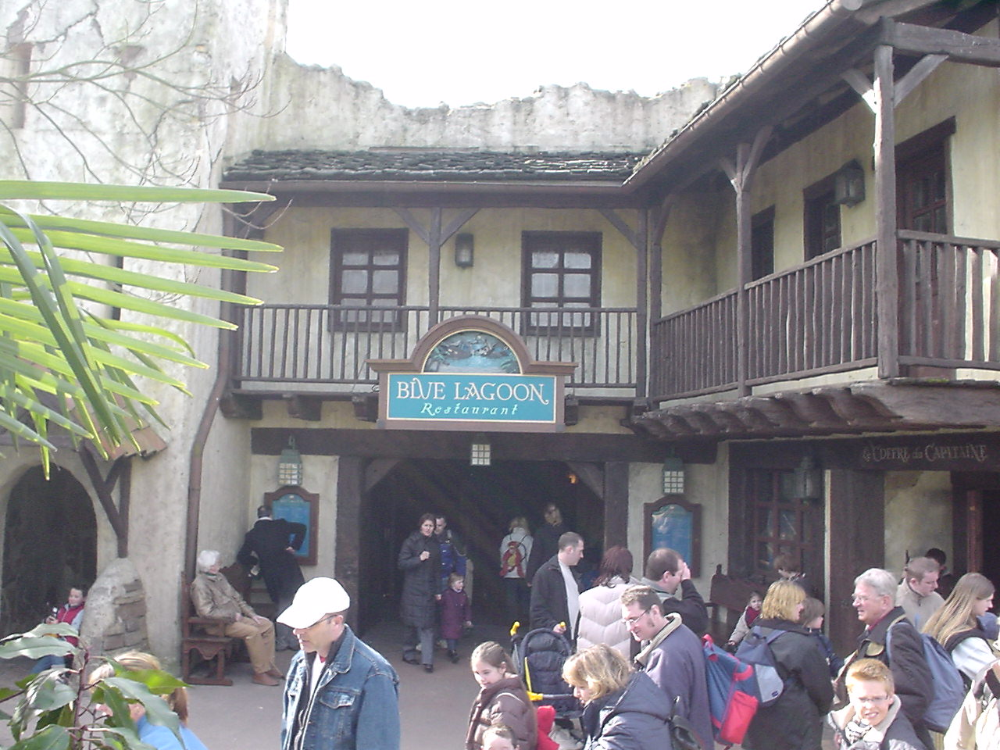 BLUE LAGOON
Restaurant
Le COFFRE du CAPITAINE